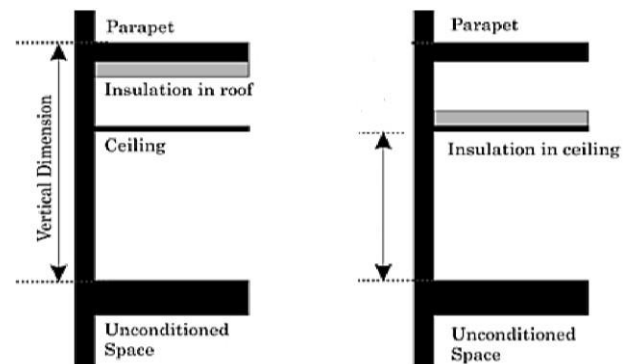 Parapet
Insulation in roof
Ceiling
Vertical Dimension
Unconditioned
Space
Parapet
Insulation in ceiling
Unconditioned
Space